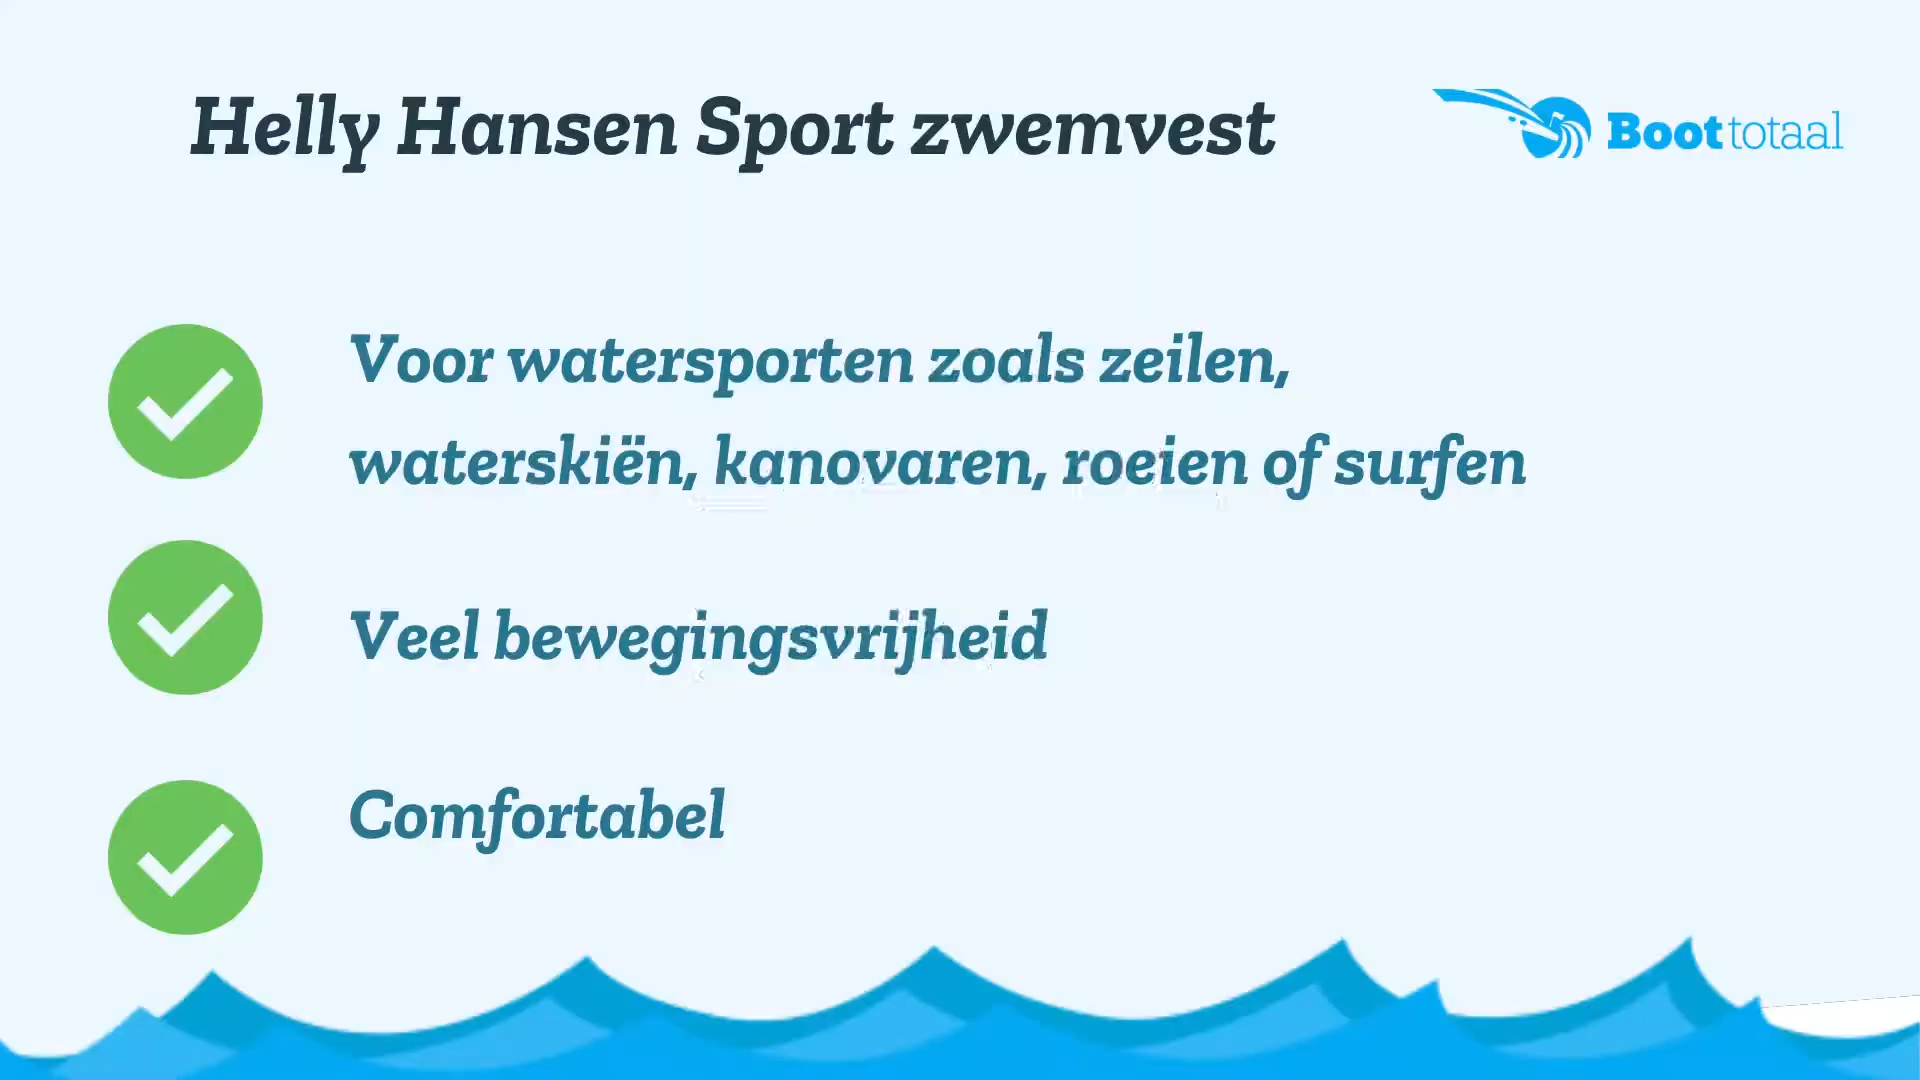 Helly Hansen Sport zwemvest
Boottotaal
Voor watersporten zoals zeilen,
waterskiën, kanovaren, roeien of surfen
Veel bewegingsvrijheid
Comfortabel